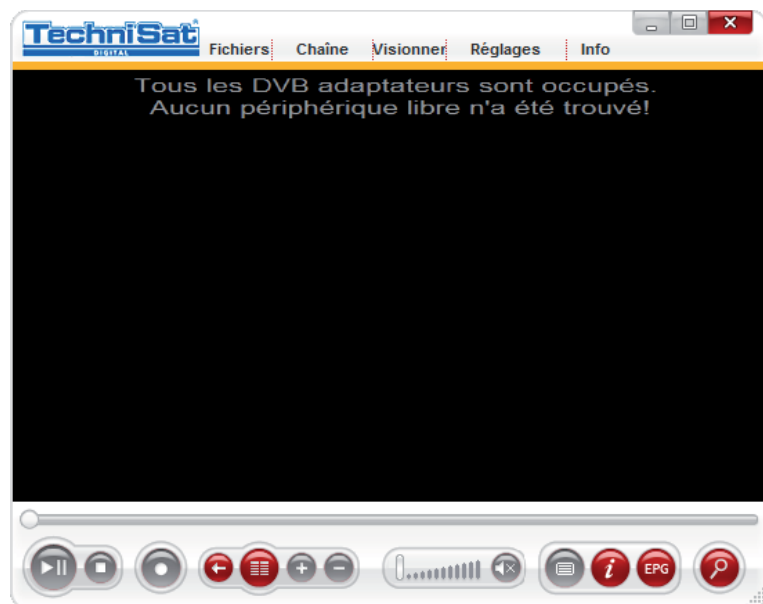 TechniSat
DIGITAL
Fichiers Chaîne Visionner Réglages Info
Tous les DVB adaptateurs sont occupés.
Aucun périphérique libre n'a été trouvé!
i EPG